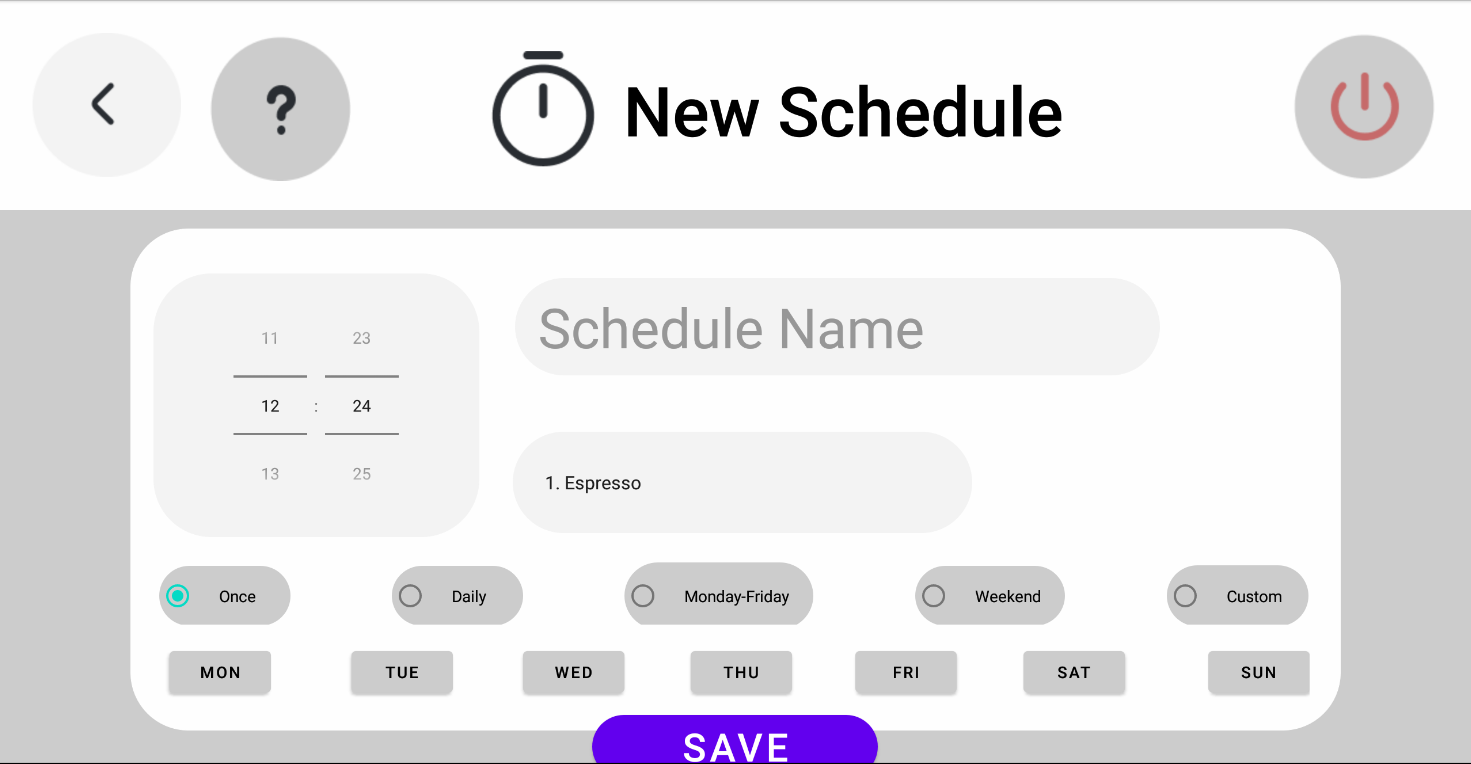 ?
New Schedule
11 23
12 : 24
13 25
Schedule Name
1. Espresso
Once Daily Monday-Friday Weekend Custom
MON TUE WED THU FRI SAT SUN
SAVE